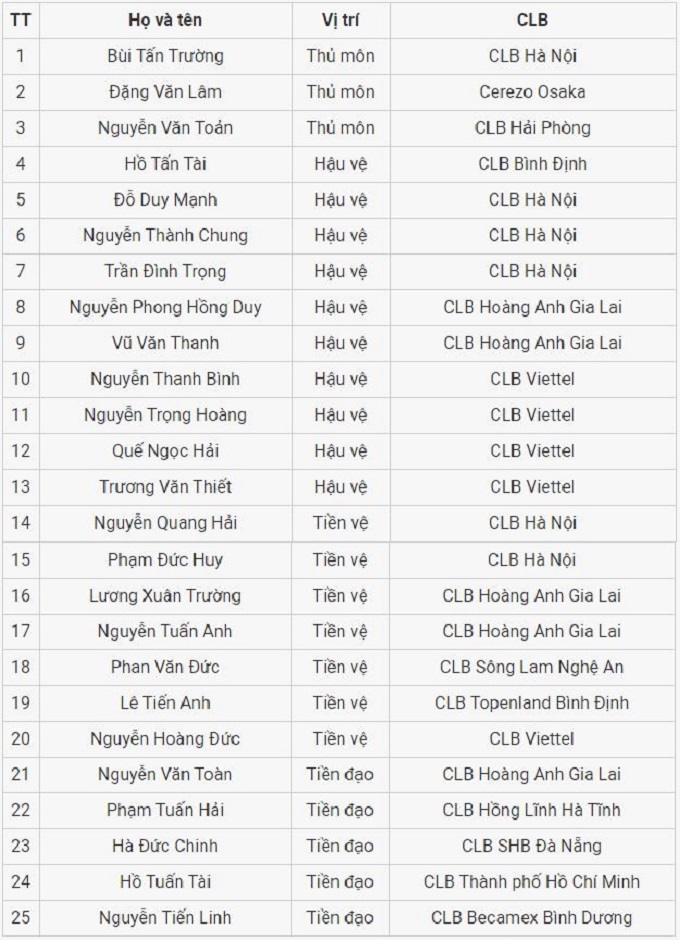 TT Họ và tên Vị trí CLB
1 Bùi Tấn Trường Thủ môn CLB Hà Nội
2 Đặng Văn Lâm Thủ môn Cerezo Osaka
3 Nguyễn Văn Toản Thủ môn CLB Hải Phòng
4 Hồ Tấn Tài Hậu vệ CLB Bình Định
5 Đỗ Duy Mạnh Hậu vệ CLB Hà Nội
6 Nguyễn Thành Chung Hậu vệ CLB Hà Nội
7 Trần Đình Trọng Hậu vệ CLB Hà Nội
8 Nguyễn Phong Hồng Duy Hậu vệ CLB Hoàng Anh Gia Lai
9 Vũ Văn Thanh Hậu vệ CLB Hoàng Anh Gia Lai
10 Nguyễn Thanh Bình Hậu vệ CLB Viettel
11 Nguyễn Trọng Hoàng Hậu vệ CLB Viettel
12 Quế Ngọc Hải Hậu vệ CLB Viettel
13 Trương Văn Thiết Hậu vệ CLB Viettel
14 Nguyễn Quang Hải Tiền vệ CLB Hà Nội
15 Phạm Đức Huy Tiền vệ CLB Hà Nội
16 Lương Xuân Trường Tiền vệ CLB Hoàng Anh Gia Lai
17 Nguyễn Tuấn Anh Tiền vệ CLB Hoàng Anh Gia Lai
18 Phan Văn Đức Tiền vệ CLB Sông Lam Nghệ An
19 Lê Tiến Anh Tiền vệ CLB Topenland Bình Định
20 Nguyễn Hoàng Đức Tiền vệ CLB Viettel
21 Nguyễn Văn Toàn Tiền đạo CLB Hoàng Anh Gia Lai
22 Phạm Tuấn Hải Tiền đạo CLB Hồng Lĩnh Hà Tĩnh
23 Hà Đức Chinh Tiền đạo CLB SHB Đà Nẵng
24 Hồ Tuấn Tài Tiền đạo CLB Thành phố Hồ Chí Minh
25 Nguyễn Tiến Linh Tiền đạo CLB Becamex Bình Dương